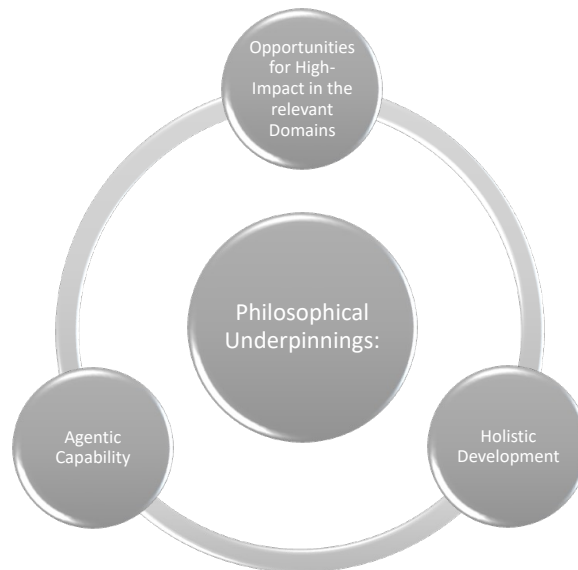 Opportunities
for High-
Impact in the
relevant
Domains
Philosophical
Underpinnings:
Agentic
Capability
Holistic
Development